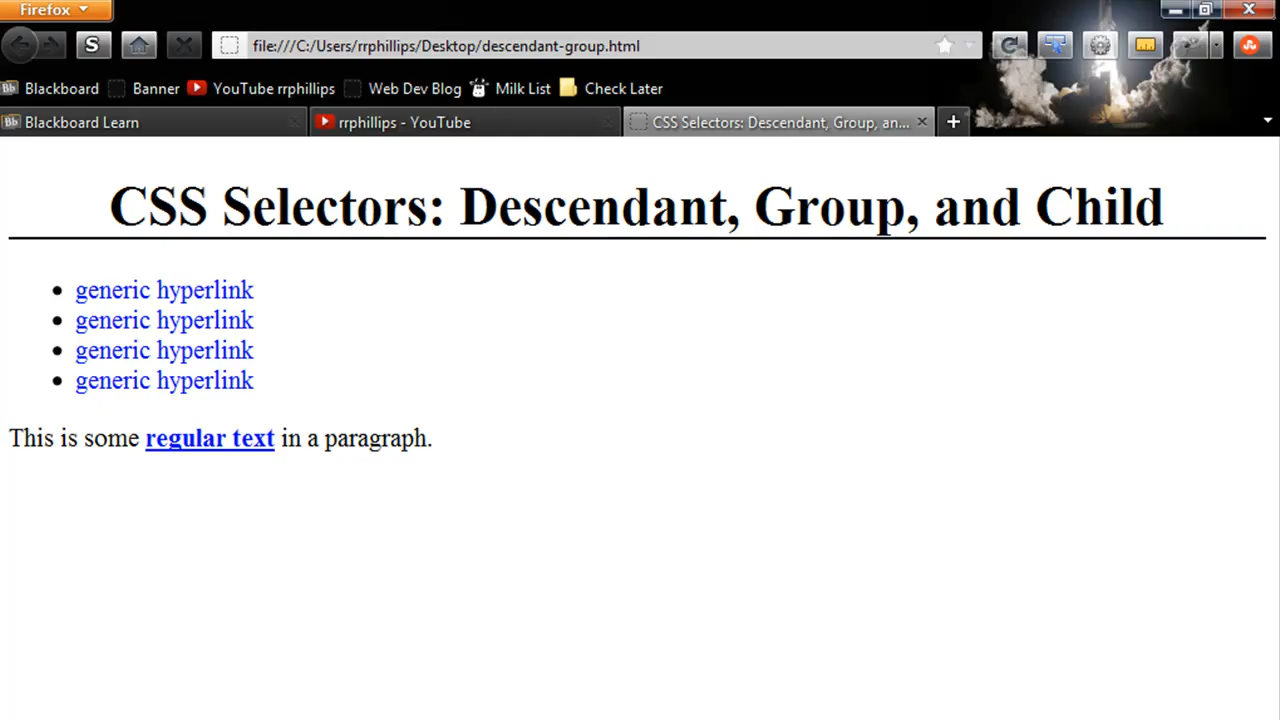 Firefox
S
file:///C:/Users/rrphillips/Desktop/descendant-group.html
Bb Blackboard Banner YouTube rrphillips Web Dev Blog Milk List Check Later
Bb Blackboard Learn rrphillips - YouTube CSS Selectors: Descendant, Group, an...
CSS Selectors: Descendant, Group, and Child
generic hyperlink
generic hyperlink
generic hyperlink
generic hyperlink
This is some regular text in a paragraph.